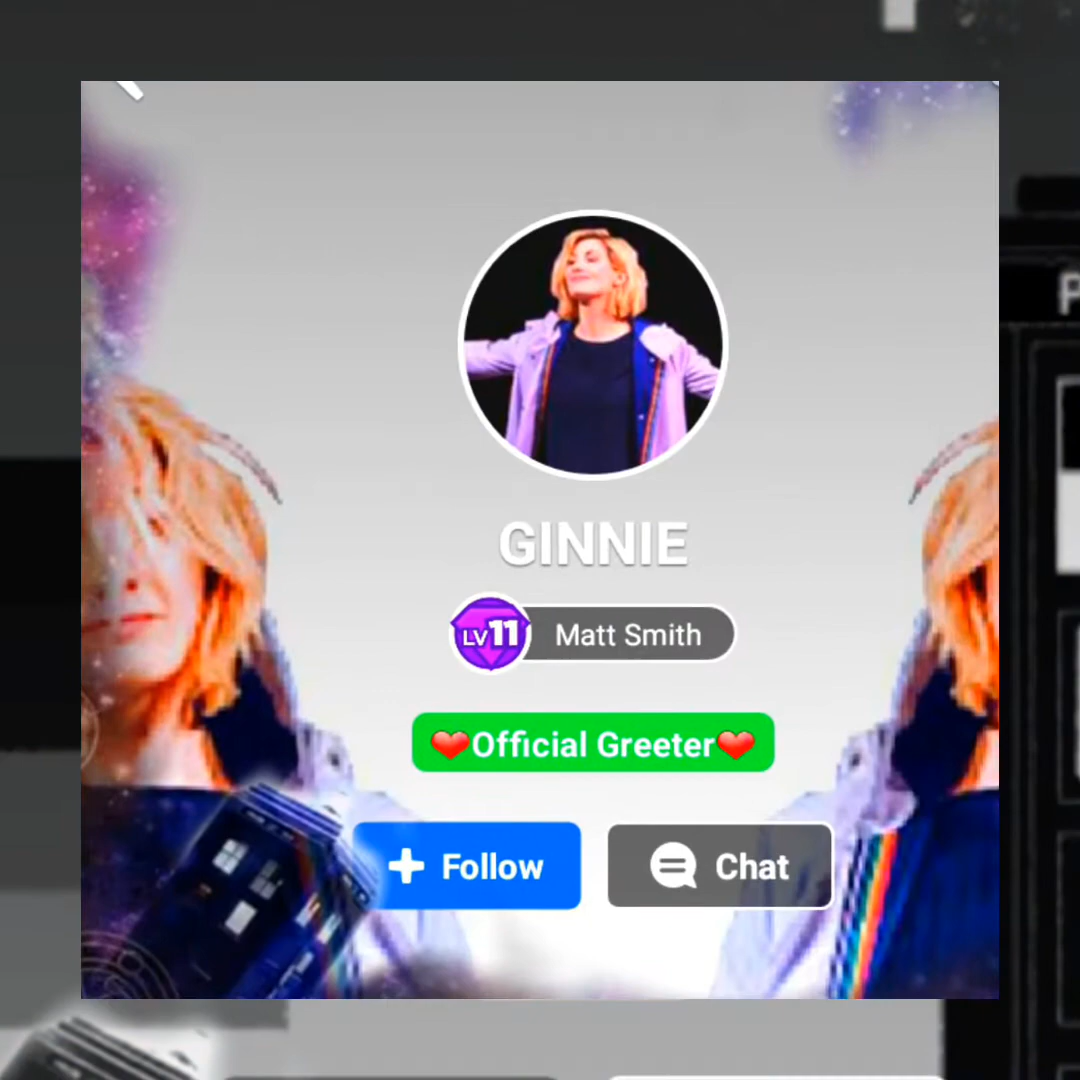 GINNIE
LV11 Matt Smith
❤Official Greeter❤
Follow
Chat
P